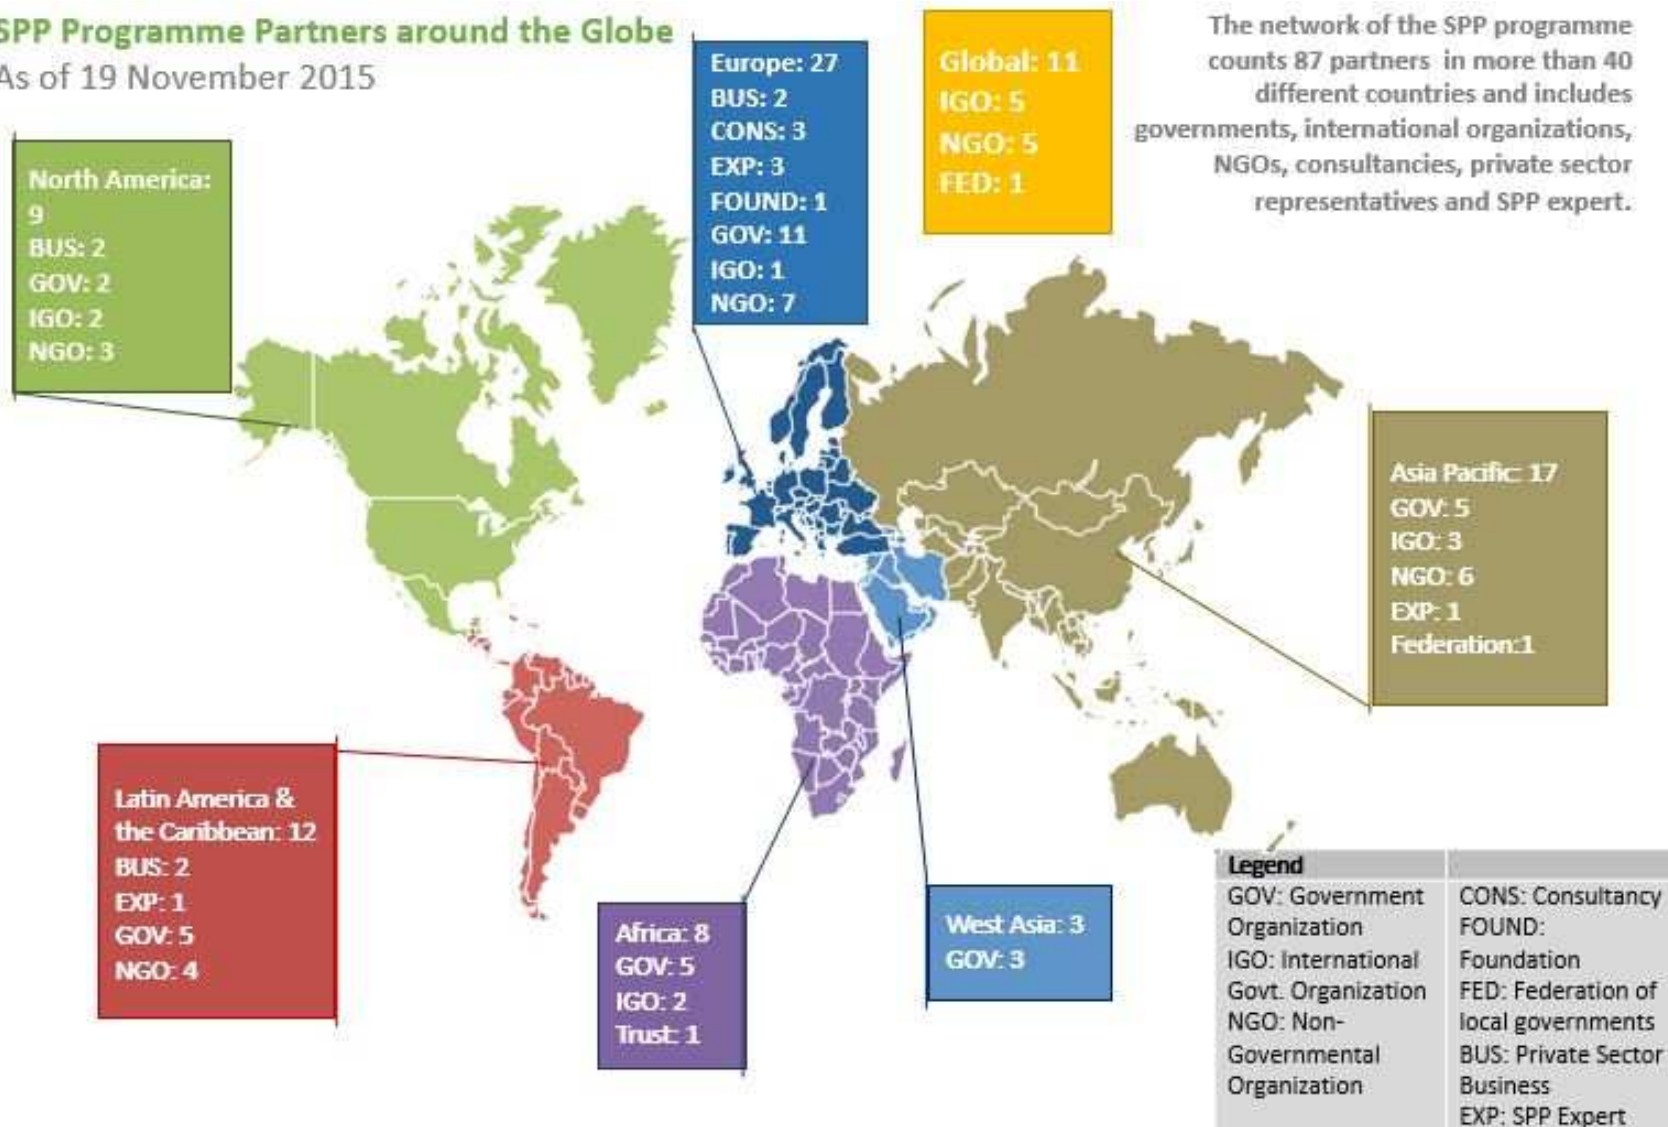 SPP Programme Partners around the Globe
As of 19 November 2015
The network of the SPP programme
counts 87 partners in more than 40
different countries and includes
governments, international organizations,
NGOs, consultancies, private sector
representatives and SPP expert.
North America:
9
BUS: 2
GOV: 2
IGO: 2
NGO: 3
Europe: 27
BUS: 2
CONS: 3
EXP: 3
FOUND: 1
GOV: 11
IGO: 1
NGO: 7
Global: 11
IGO: 5
NGO: 5
FED: 1
Asia Pacific: 17
GOV: 5
IGO: 3
NGO: 6
EXP: 1
Federation:1
Latin America &
the Caribbean: 12
BUS: 2
EXP: 1
GOV: 5
NGO: 4
Africa: 8
GOV: 5
IGO: 2
Trust: 1
West Asia: 3
GOV: 3
Legend
GOV: Government
Organization
IGO: International
Govt. Organization
NGO: Non-
Governmental
Organization
CONS: Consultancy
FOUND:
Foundation
FED: Federation of
local governments
BUS: Private Sector
Business
EXP: SPP Expert